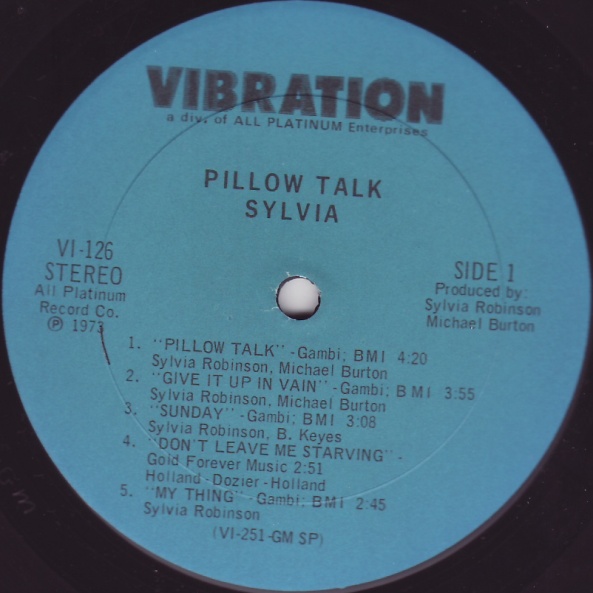 VIBRATION
a div. of ALL PLATINUM Enterprises
PILLOW TALK
SYLVIA
VI-126
STEREO
All Platinum
Record Co.
℗ 1973
SIDE 1
Produced by:
Sylvia Robinson
Michael Burton
1. "PILLOW TALK" - Gambi; BMI 4:20
Sylvia Robinson, Michael Burton
2. "GIVE IT UP IN VAIN" - Gambi; BMI 3:55
Sylvia Robinson, Michael Burton
3. "SUNDAY" - Gambi; BMI 3:08
Sylvia Robinson, B. Keyes
4. "DON'T LEAVE ME STARVING" -
Gold Forever Music 2:51
Holland - Dozier - Holland
5. "MY THING" - Gambi; BMI 2:45
Sylvia Robinson
(VI-251-GM SP)